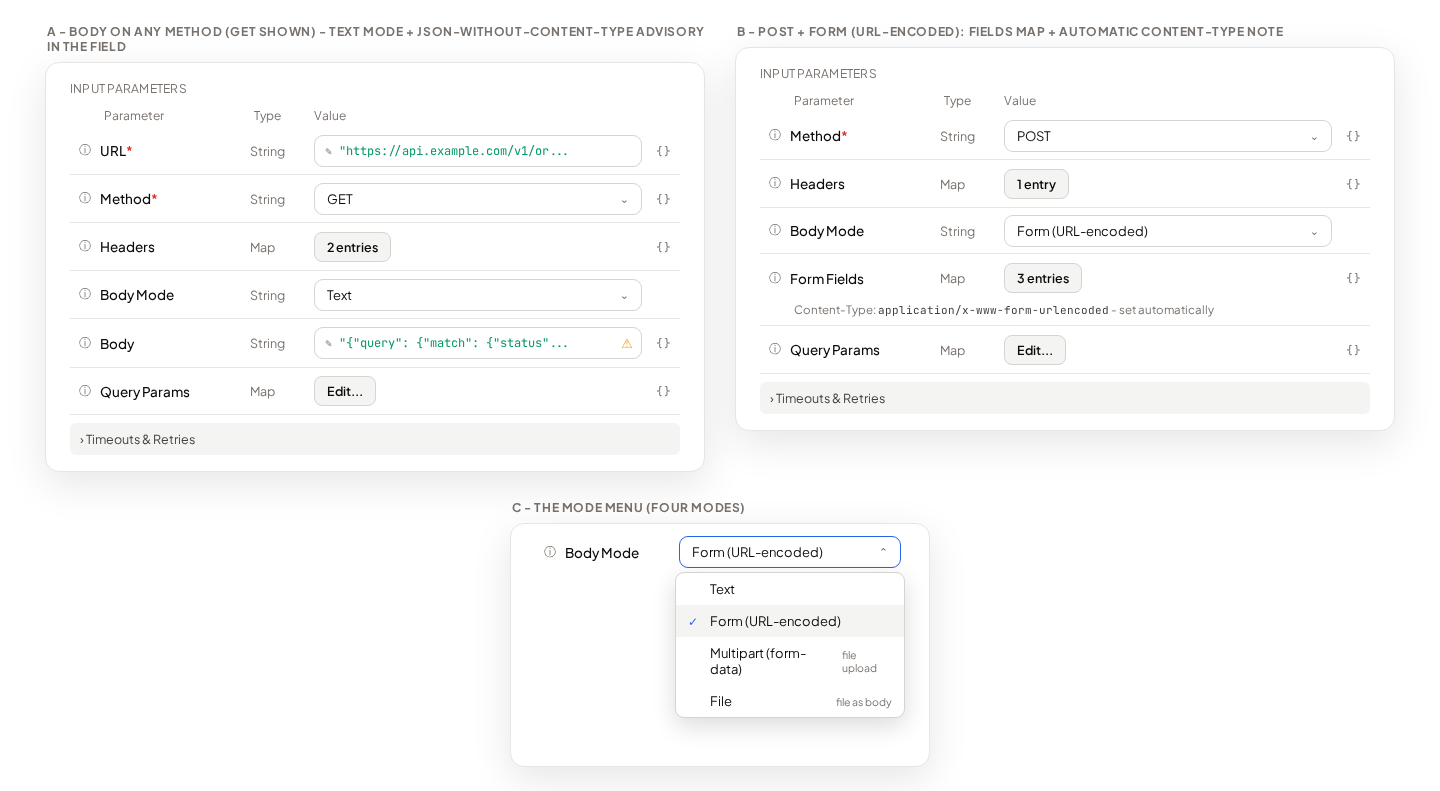 A – BODY ON ANY METHOD (GET SHOWN) – TEXT MODE + JSON-WITHOUT-CONTENT-TYPE ADVISORY
IN THE FIELD
INPUT PARAMETERS
Parameter Type Value
ⓘ URL* String ✎ "https://api.example.com/v1/or... {}
ⓘ Method* String GET {}
ⓘ Headers Map 2 entries {}
ⓘ Body Mode String Text
ⓘ Body String ✎ "{"query": {"match": {"status"... ⚠ {}
ⓘ Query Params Map Edit... {}
› Timeouts & Retries
B – POST + FORM (URL-ENCODED): FIELDS MAP + AUTOMATIC CONTENT-TYPE NOTE
INPUT PARAMETERS
Parameter Type Value
ⓘ Method* String POST {}
ⓘ Headers Map 1 entry {}
ⓘ Body Mode String Form (URL-encoded)
ⓘ Form Fields Map 3 entries {}
Content-Type: application/x-www-form-urlencoded – set automatically
ⓘ Query Params Map Edit... {}
› Timeouts & Retries
C – THE MODE MENU (FOUR MODES)
ⓘ Body Mode Form (URL-encoded)
Text
✓ Form (URL-encoded)
Multipart (form-
data)
file
upload
File file as body